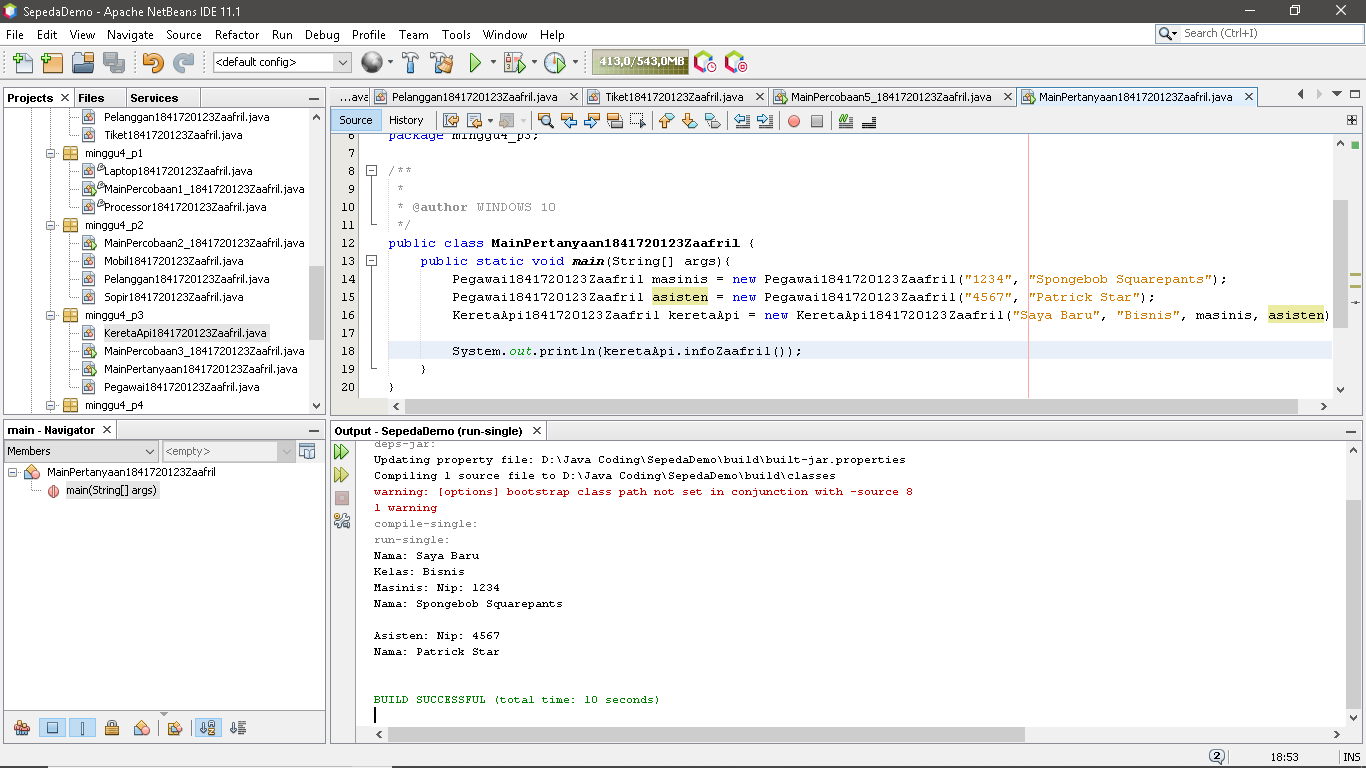 SepedaDemo - Apache NetBeans IDE 11.1
File Edit View Navigate Source Refactor Run Debug Profile Team Tools Window Help
Search (Ctrl+I)
<default config>
413,0/543,0MB
Projects Files Services
Pelanggan1841720123Zaafril.java
Tiket1841720123Zaafril.java
minggu4_p1
Laptop1841720123Zaafril.java
MainPercobaan1_1841720123Zaafril.java
Processor1841720123Zaafril.java
minggu4_p2
MainPercobaan2_1841720123Zaafril.java
Mobil1841720123Zaafril.java
Pelanggan1841720123Zaafril.java
Sopir1841720123Zaafril.java
minggu4_p3
KeretaApi1841720123Zaafril.java
MainPercobaan3_1841720123Zaafril.java
MainPertanyaan1841720123Zaafril.java
Pegawai1841720123Zaafril.java
minggu4_p4
main - Navigator
Members <empty>
MainPertanyaan1841720123Zaafril
main(String[] args)
...ava Pelanggan1841720123Zaafril.java Tiket1841720123Zaafril.java MainPercobaan5_1841720123Zaafril.java MainPertanyaan1841720123Zaafril.java
Source History
6 package minggu4_p3;
7
8 /**
9 *
10 * @author WINDOWS 10
11 */
12 public class MainPertanyaan1841720123Zaafril {
13 public static void main(String[] args){
14 Pegawai1841720123Zaafril masinis = new Pegawai1841720123Zaafril("1234", "Spongebob Squarepants");
15 Pegawai1841720123Zaafril asisten = new Pegawai1841720123Zaafril("4567", "Patrick Star");
16 KeretaApi1841720123Zaafril keretaApi = new KeretaApi1841720123Zaafril("Saya Baru", "Bisnis", masinis, asisten)
17
18 System.out.println(keretaApi.infoZaafril());
19 }
20 }
Output - SepedaDemo (run-single)
deps-jar:
Updating property file: D:\Java Coding\SepedaDemo\build\built-jar.properties
Compiling 1 source file to D:\Java Coding\SepedaDemo\build\classes
warning: [options] bootstrap class path not set in conjunction with -source 8
1 warning
compile-single:
run-single:
Nama: Saya Baru
Kelas: Bisnis
Masinis: Nip: 1234
Nama: Spongebob Squarepants
Asisten: Nip: 4567
Nama: Patrick Star
BUILD SUCCESSFUL (total time: 10 seconds)
2 18:53 INS